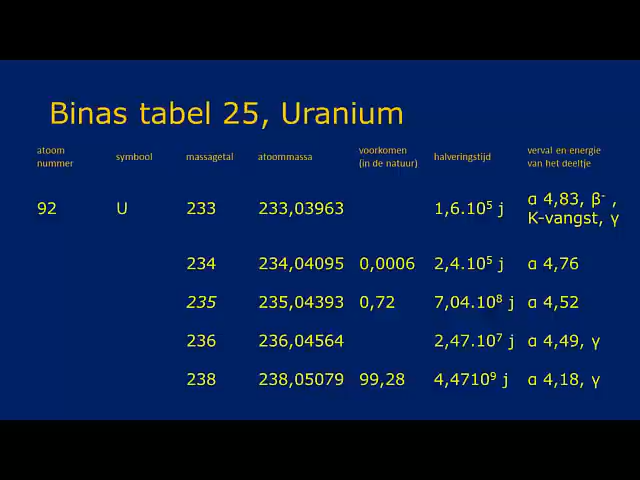 Binas tabel 25, Uranium
atoom nummer symbool massagetal atoommassa voorkomen (in de natuur) halveringstijd verval en energie van het deeltje
92 U 233 233,03963 1,6.10⁵ j α 4,83, β⁻ , K-vangst, γ
234 234,04095 0,0006 2,4.10⁵ j α 4,76
235 235,04393 0,72 7,04.10⁸ j α 4,52
236 236,04564 2,47.10⁷ j α 4,49, γ
238 238,05079 99,28 4,4710⁹ j α 4,18, γ